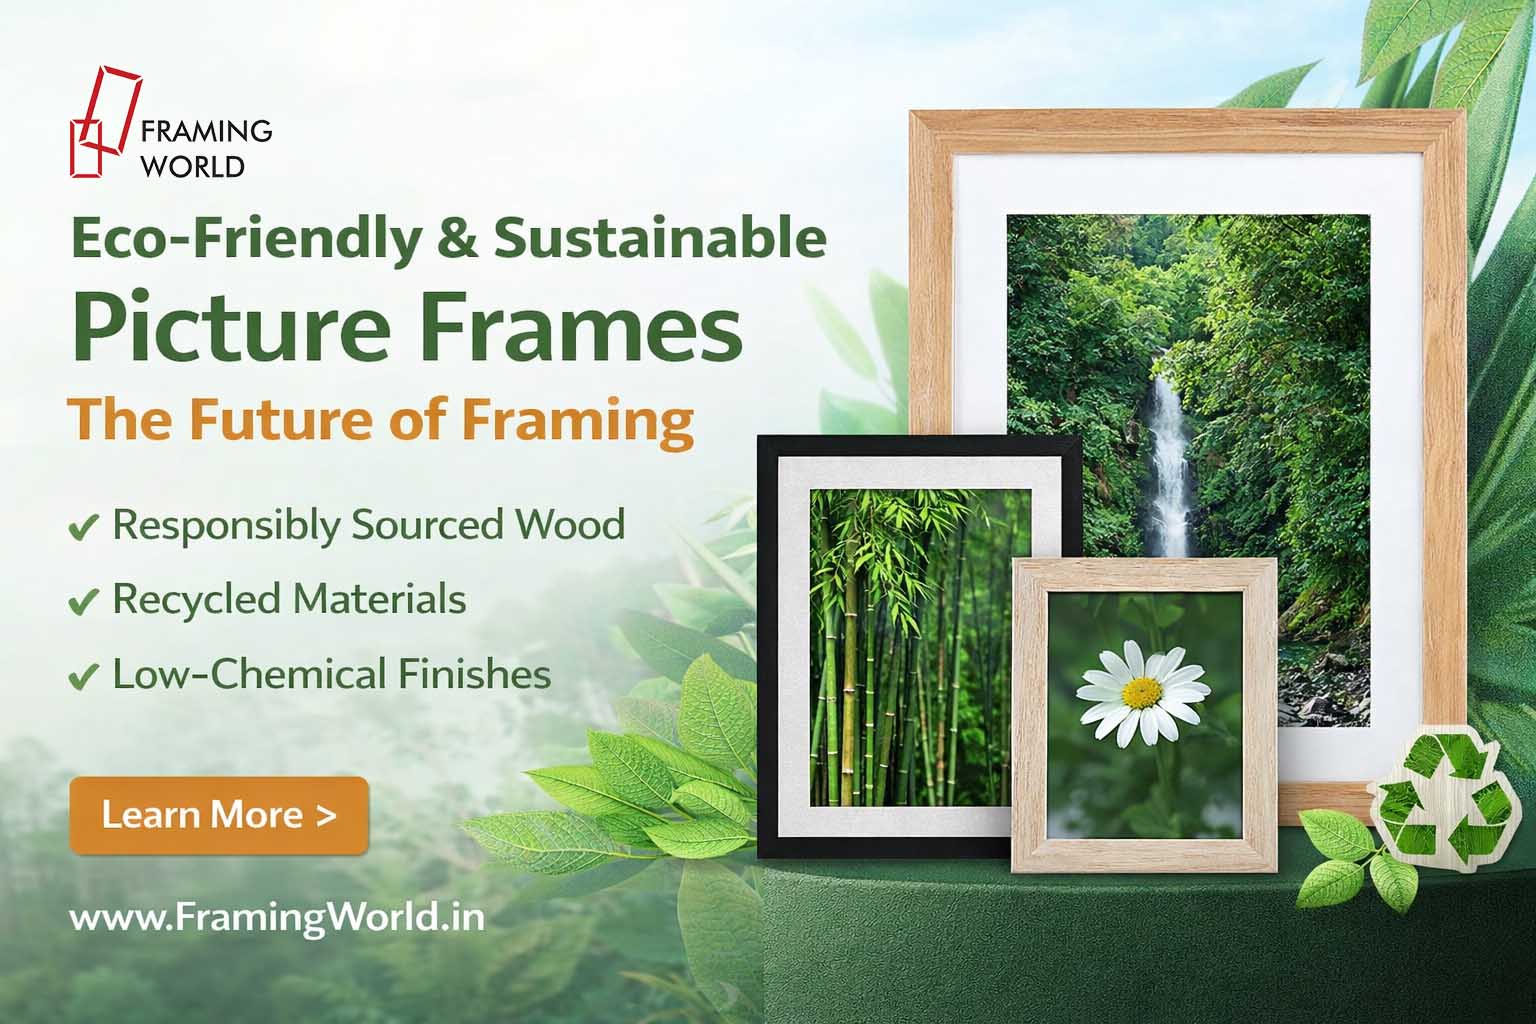 FRAMING
WORLD
Eco-Friendly & Sustainable
Picture Frames
The Future of Framing
✔ Responsibly Sourced Wood
✔ Recycled Materials
✔ Low-Chemical Finishes
Learn More >
www.FramingWorld.in